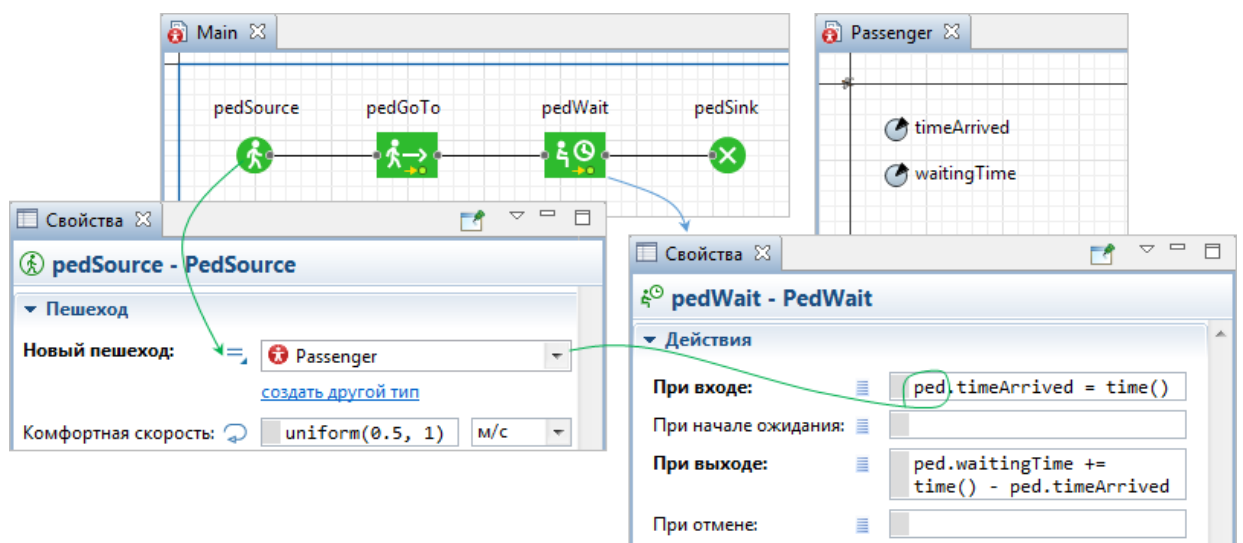 Main
pedSource
pedGoTo
pedWait
pedSink
Passenger
timeArrived
waitingTime
Свойства
pedSource - PedSource
Пешеход
Новый пешеход:
Passenger
создать другой тип
Комфортная скорость:
uniform(0.5, 1)
м/с
Свойства
pedWait - PedWait
Действия
При входе:
ped.timeArrived = time()
При начале ожидания:
При выходе:
ped.waitingTime +=
time() - ped.timeArrived
При отмене: